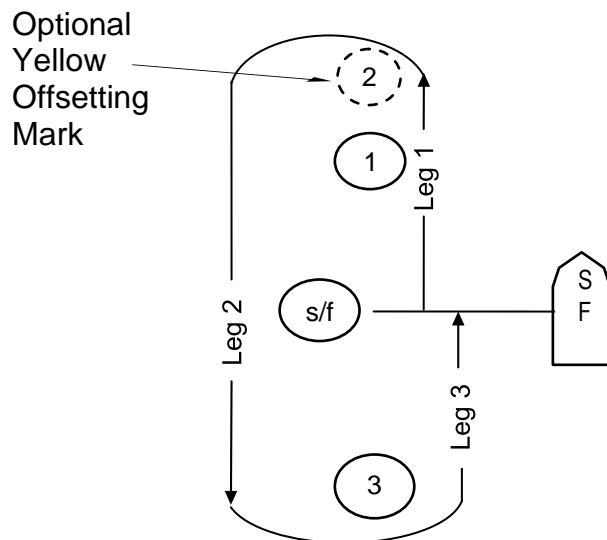 Optional
Yellow
Offsetting
Mark
2
1
Leg 1
S
F
s/f
Leg 2
Leg 3
3